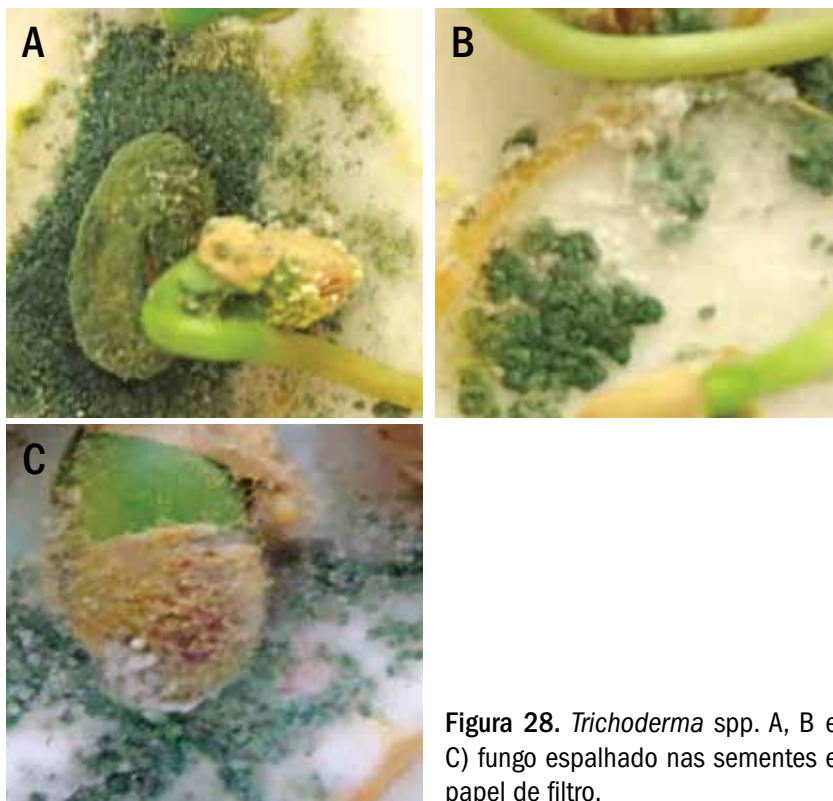 A
B
C
Figura 28. Trichoderma spp. A, B e
C) fungo espalhado nas sementes e
papel de filtro.